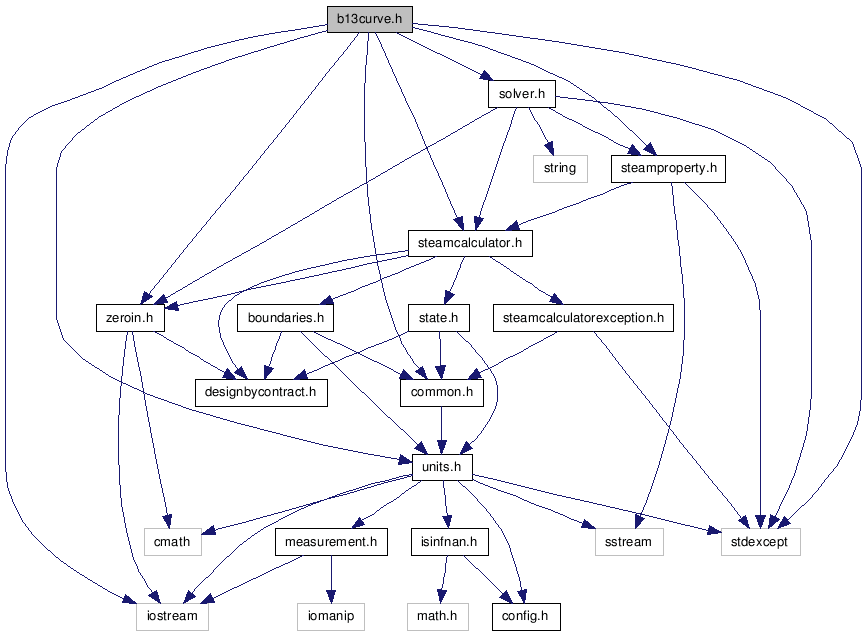 b13curve.h
solver.h
string
steamproperty.h
steamcalculator.h
zeroin.h
boundaries.h
state.h
steamcalculatorexception.h
designbycontract.h
common.h
units.h
cmath
measurement.h
isinfnan.h
sstream
stdexcept
iostream
iomanip
math.h
config.h